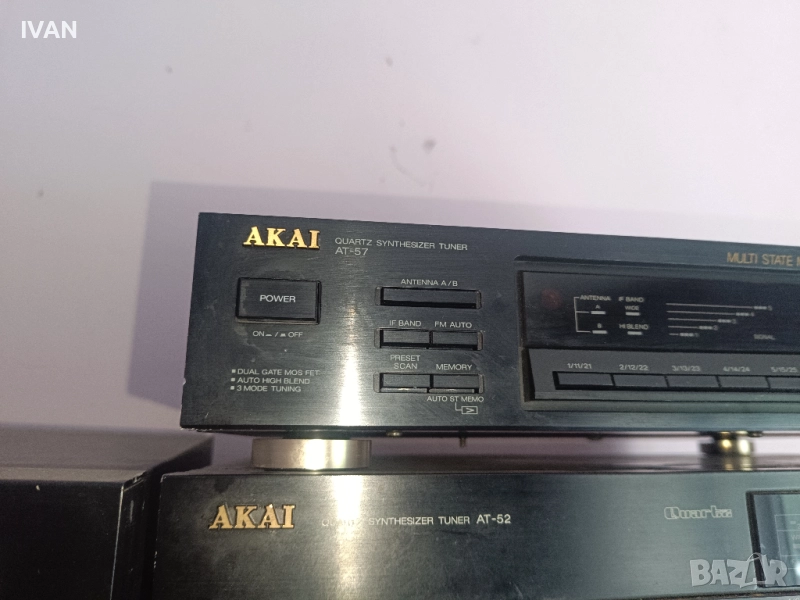 IVAN
AKAI
QUARTZ SYNTHESIZER TUNER
AT-57
MULTI STATE
ANTENNA A/B
POWER
ON / OFF
IF BAND
FM AUTO
PRESET SCAN
MEMORY
AUTO ST MEMO
DUAL GATE MOS FET
AUTO HIGH BLEND
3 MODE TUNING
ANTENNA
A
B
IF BAND
WIDE
HI BLEND
SIGNAL
1/11/21
2/12/22
3/13/23
4/14/24
5/15/25
AKAI
QUARTZ SYNTHESIZER TUNER AT-52
Quartz
BAZAR